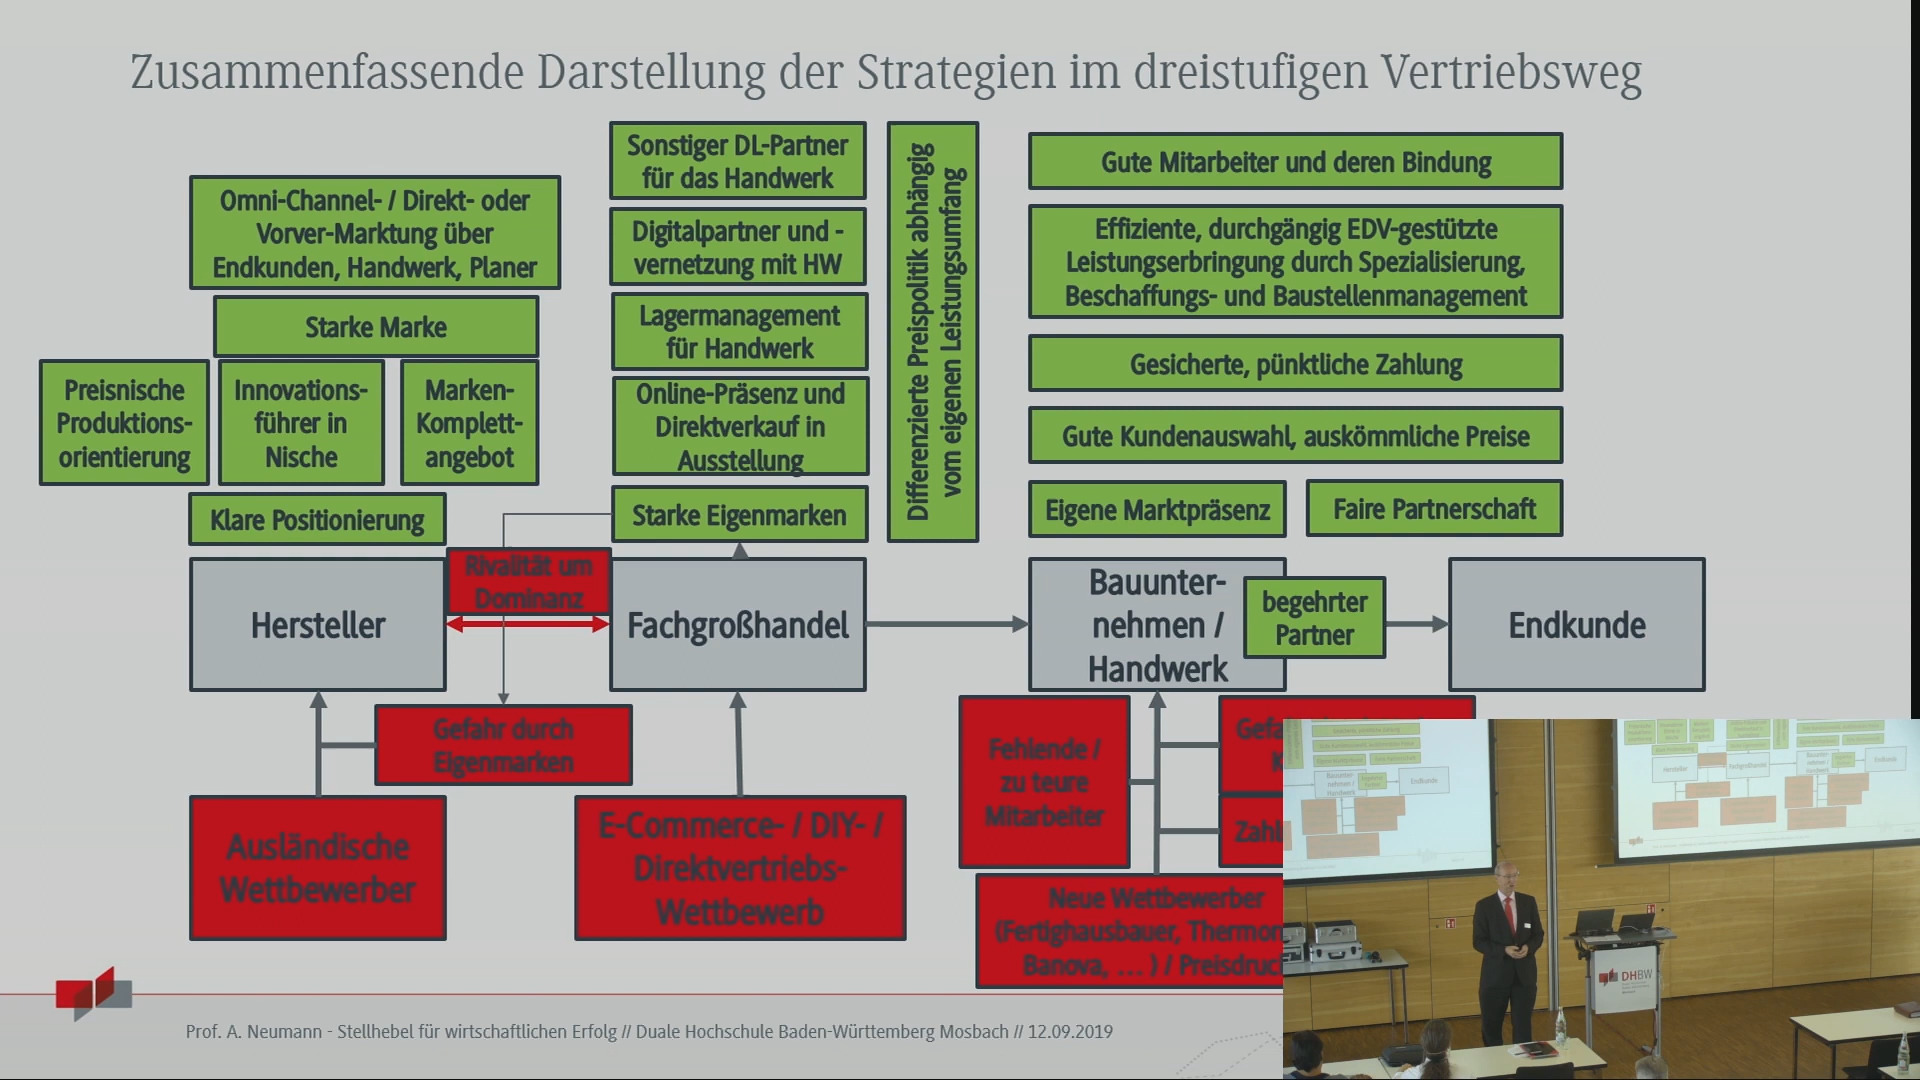 Zusammenfassende Darstellung der Strategien im dreistufigen Vertriebsweg
Omni-Channel- / Direkt- oder
Vorver-Marktung über
Endkunden, Handwerk, Planer
Starke Marke
Preisnische
Produktions-
orientierung
Innovations-
führer in
Nische
Marken-
Komplett-
angebot
Klare Positionierung
Sonstiger DL-Partner
für das Handwerk
Digitalpartner und -
vernetzung mit HW
Lagermanagement
für Handwerk
Online-Präsenz und
Direktverkauf in
Ausstellung
Starke Eigenmarken
Differenzierte Preispolitik abhängig
vom eigenen Leistungsumfang
Gute Mitarbeiter und deren Bindung
Effiziente, durchgängig EDV-gestützte
Leistungserbringung durch Spezialisierung,
Beschaffungs- und Baustellenmanagement
Gesicherte, pünktliche Zahlung
Gute Kundenauswahl, auskömmliche Preise
Eigene Marktpräsenz
Faire Partnerschaft
Hersteller
Rivalität um
Dominanz
Fachgroßhandel
Bauunter-
nehmen /
Handwerk
begehrter
Partner
Endkunde
Gefahr durch
Eigenmarken
Ausländische
Wettbewerber
E-Commerce- / DIY- /
Direktvertriebs-
Wettbewerb
Fehlende /
zu teure
Mitarbeiter
Neue Wettbewerber
(Fertighausbauer,
Banova, … ) /
Prof. A. Neumann - Stellhebel für wirtschaftlichen Erfolg // Duale Hochschule Baden-Württemberg Mosbach // 12.09.2019
DHBW